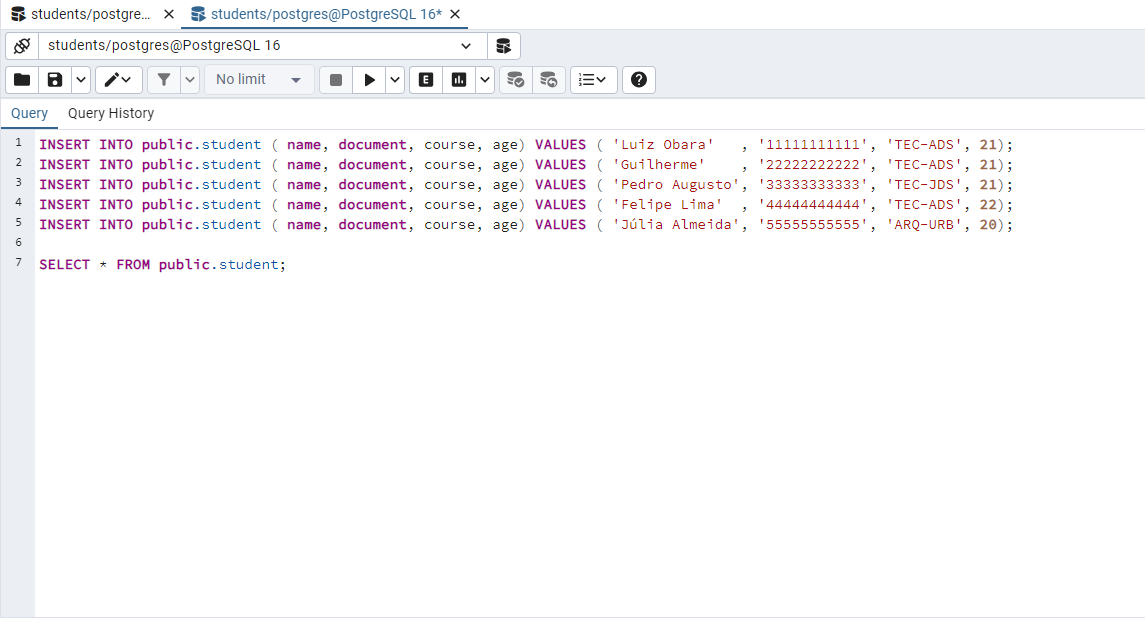 students/postgre... students/postgres@PostgreSQL 16*
students/postgres@PostgreSQL 16
No limit E
Query Query History
1 INSERT INTO public.student ( name, document, course, age) VALUES ( 'Luiz Obara'   , '11111111111', 'TEC-ADS', 21);
2 INSERT INTO public.student ( name, document, course, age) VALUES ( 'Guilherme'    , '22222222222', 'TEC-ADS', 21);
3 INSERT INTO public.student ( name, document, course, age) VALUES ( 'Pedro Augusto', '33333333333', 'TEC-JDS', 21);
4 INSERT INTO public.student ( name, document, course, age) VALUES ( 'Felipe Lima'  , '44444444444', 'TEC-ADS', 22);
5 INSERT INTO public.student ( name, document, course, age) VALUES ( 'Júlia Almeida', '55555555555', 'ARQ-URB', 20);
6
7 SELECT * FROM public.student;